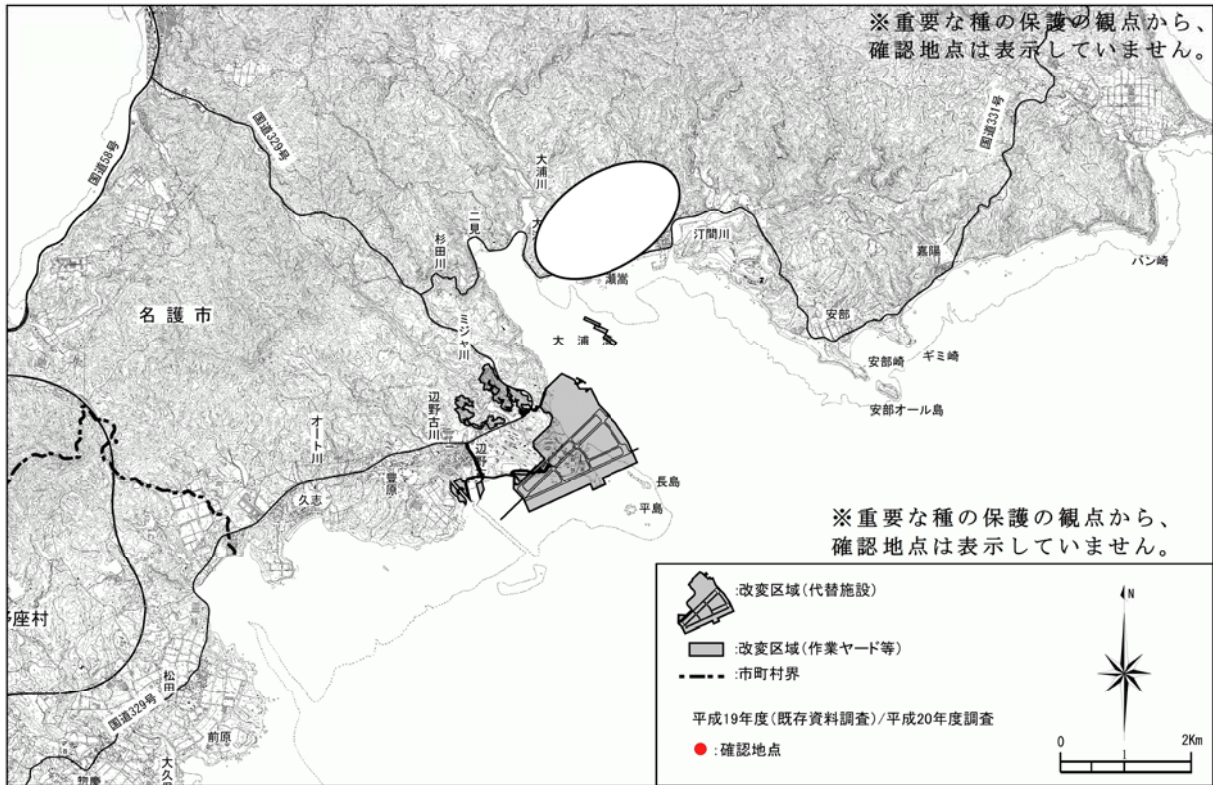 ※重要な種の保護の観点から、
確認地点は表示していません。
国道58号
国道329号
国道331号
大浦川
二見
杉田川
汀間川
嘉陽
バン崎
瀬嵩
名護市
ミジャ川
大浦
安部
安部崎
ギミ崎
安部オール島
辺野古川
オート川
辺野
豊原
久志
長島
平島
※重要な種の保護の観点から、
確認地点は表示していません。
座村
松田
国道329号
前原
大久
惣慶
:改変区域(代替施設)
:改変区域(作業ヤード等)
:市町村界
平成19年度(既存資料調査)/平成20年度調査
:確認地点
N
0 1 2Km